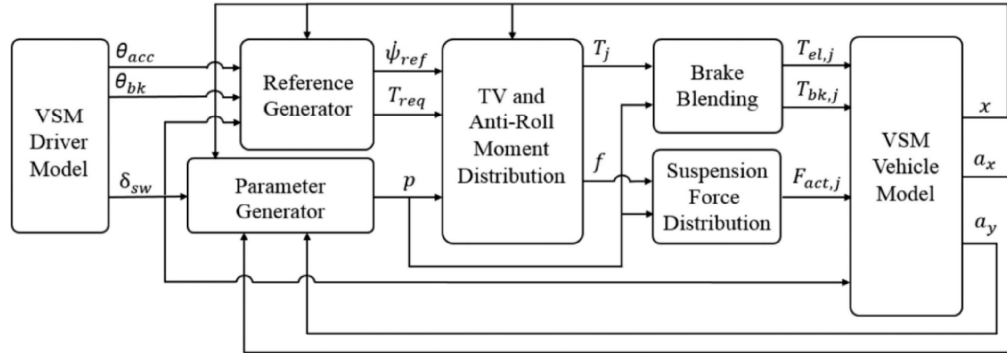 VSM
Driver
Model
θ_acc
θ_bk
δ_sw
Reference
Generator
Parameter
Generator
ψ̇_ref
T_req
p
TV and
Anti-Roll
Moment
Distribution
T_j
f
Brake
Blending
Suspension
Force
Distribution
T_el,j
T_bk,j
F_act,j
VSM
Vehicle
Model
x
a_x
a_y